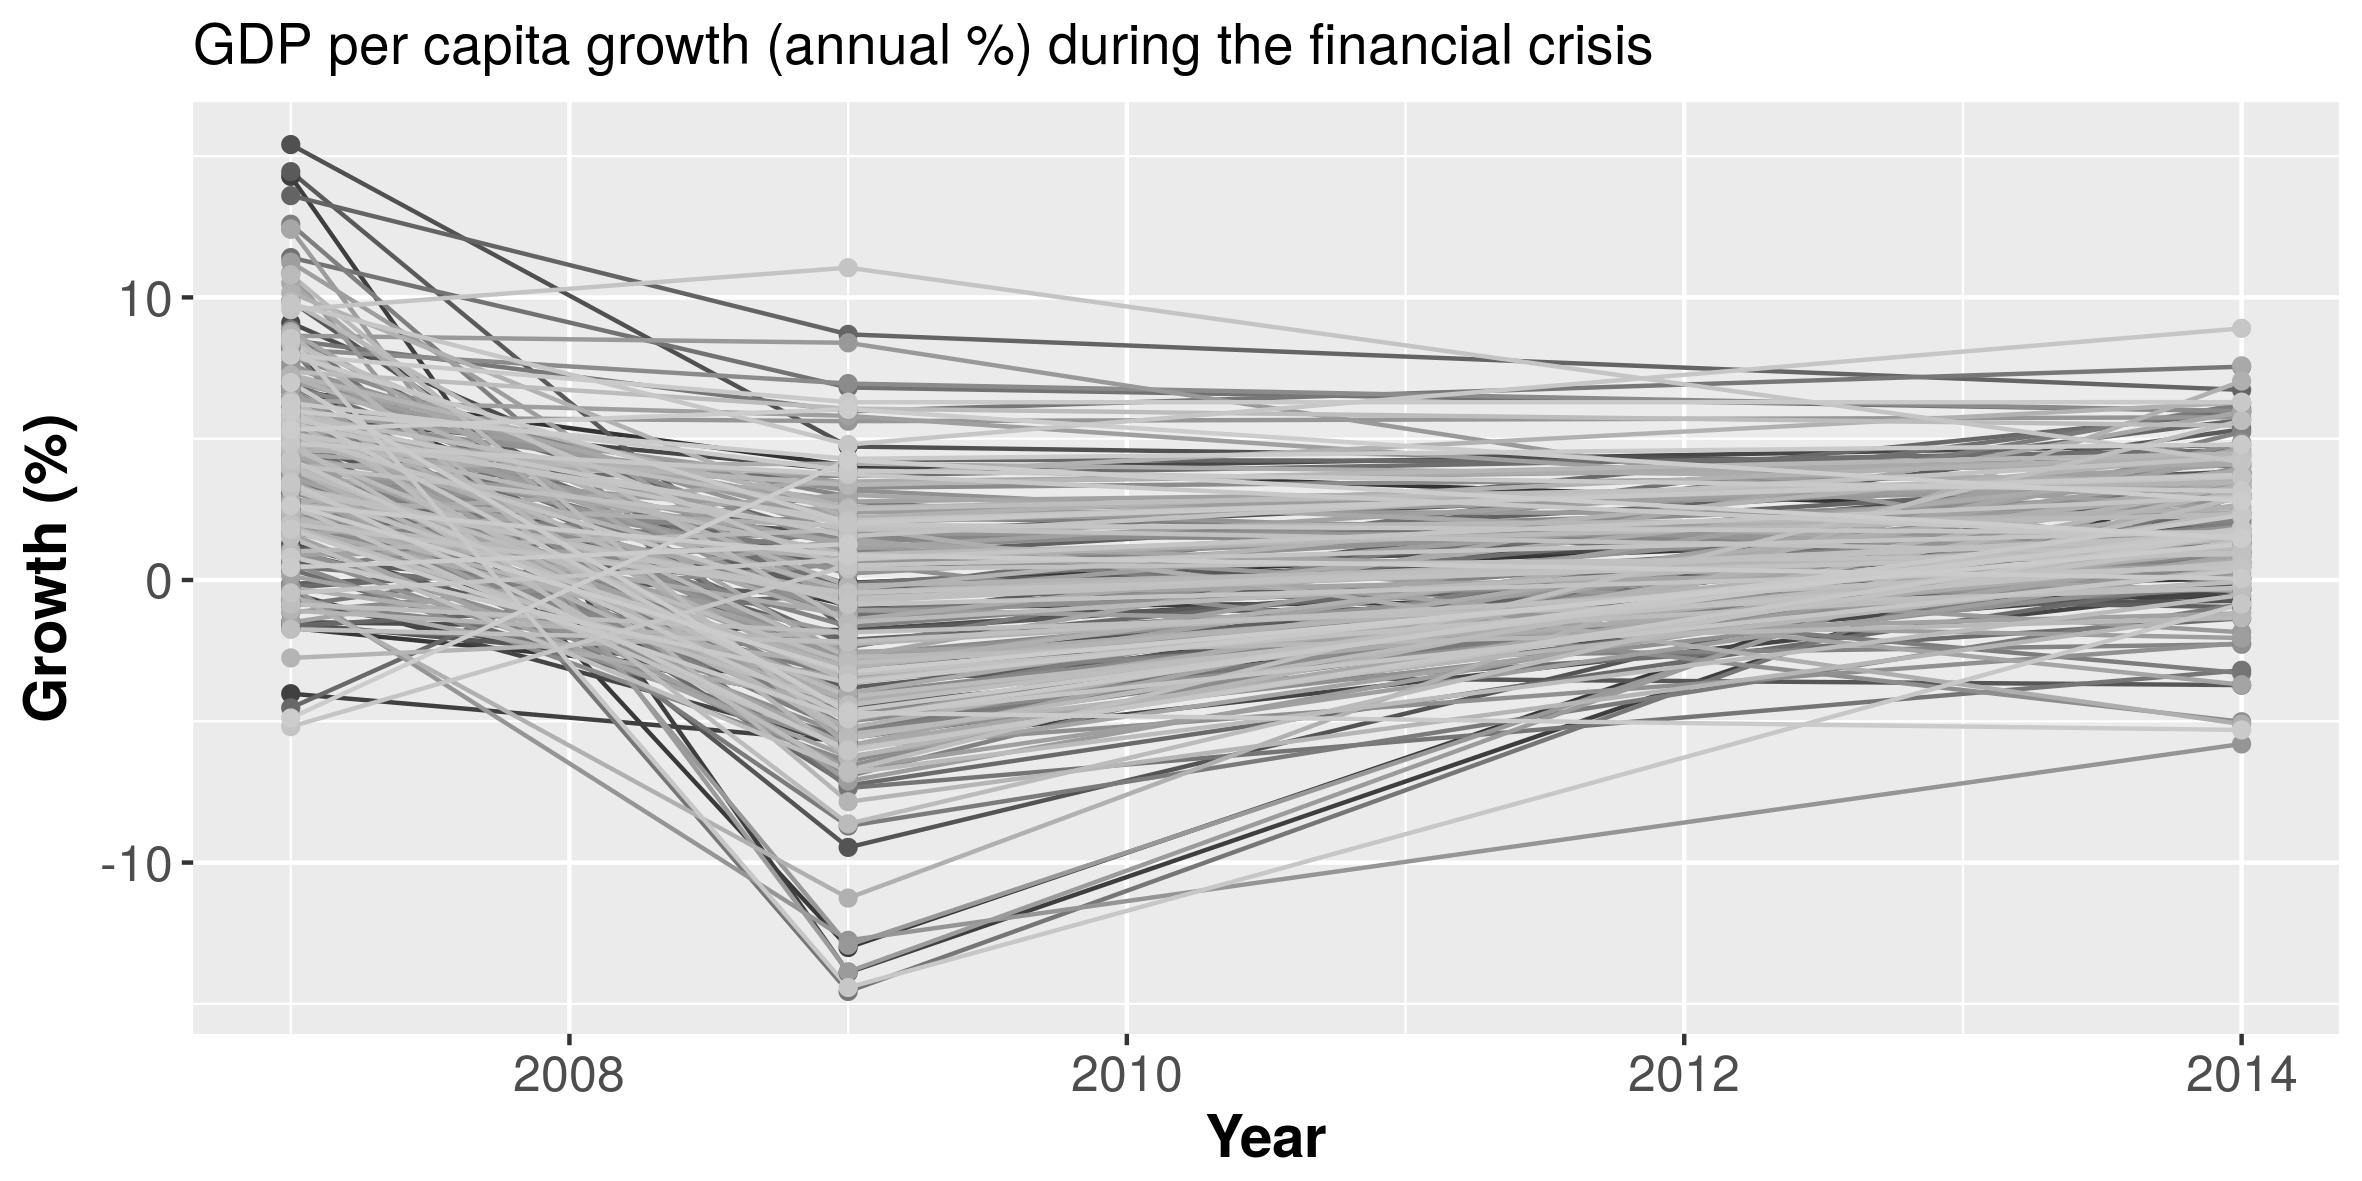 GDP per capita growth (annual %) during the financial crisis
Growth (%)
10
0
-10
2008 2010 2012 2014
Year